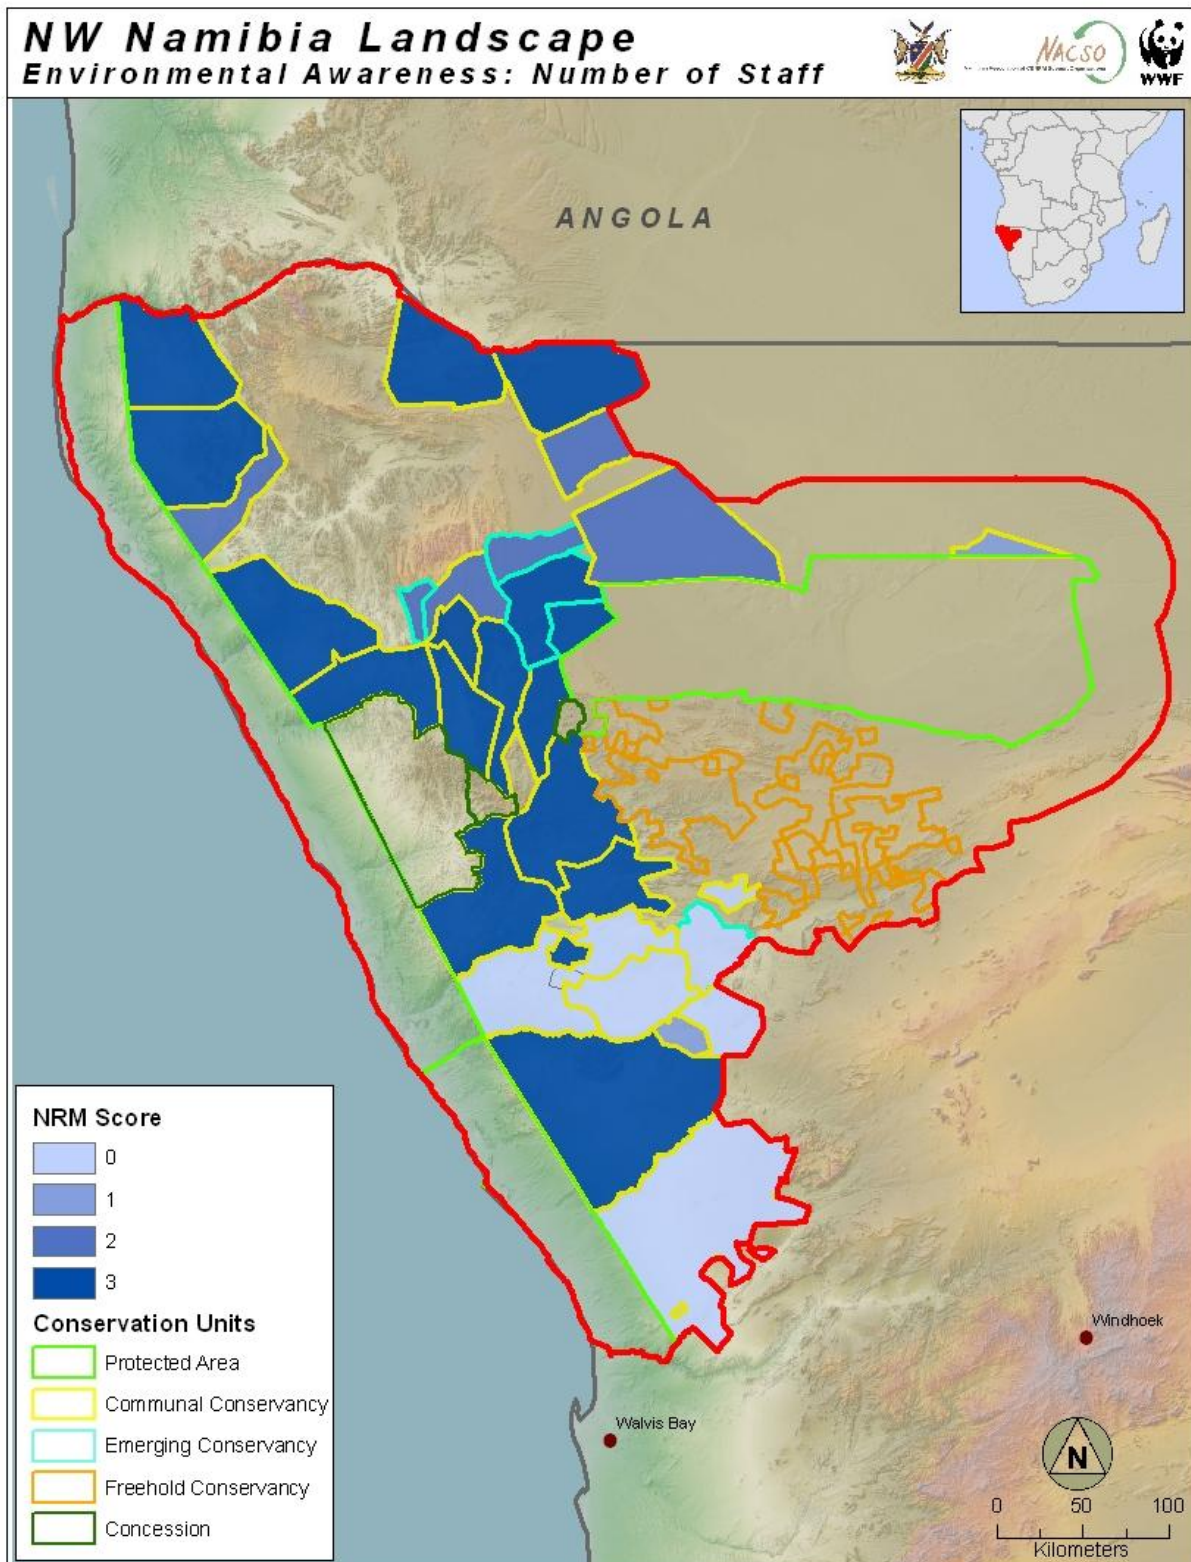 NW Namibia Landscape
Environmental Awareness: Number of Staff
NACSO
WWF
ANGOLA
NRM Score
0
1
2
3
Conservation Units
Protected Area
Communal Conservancy
Emerging Conservancy
Freehold Conservancy
Concession
Windhoek
Walvis Bay
N
0 50 100
Kilometers